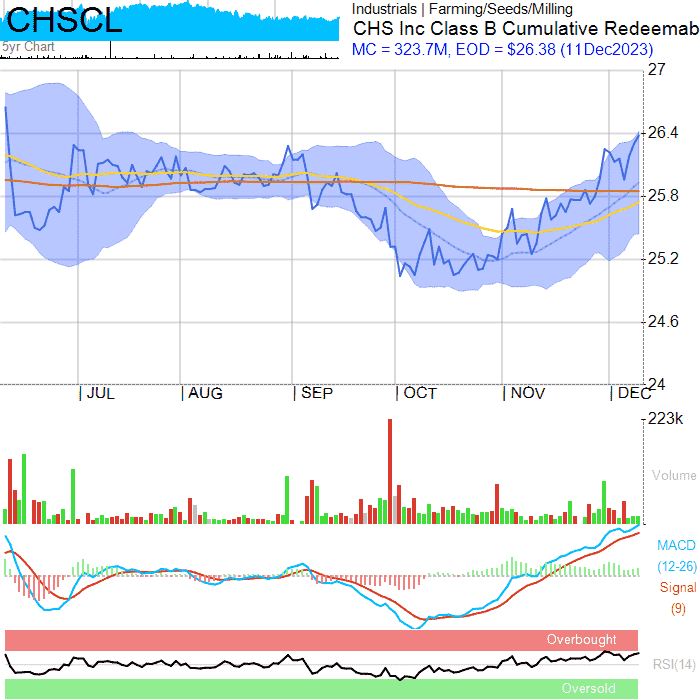 CHSCL
5yr Chart
Industrials | Farming/Seeds/Milling
CHS Inc Class B Cumulative Redeemab
MC = 323.7M, EOD = $26.38 (11Dec2023)
27
26.4
25.8
25.2
24.6
24
| JUL | AUG | SEP | OCT | NOV | DEC
223k
Volume
MACD
(12-26)
Signal
(9)
Overbought
RSI(14)
Oversold